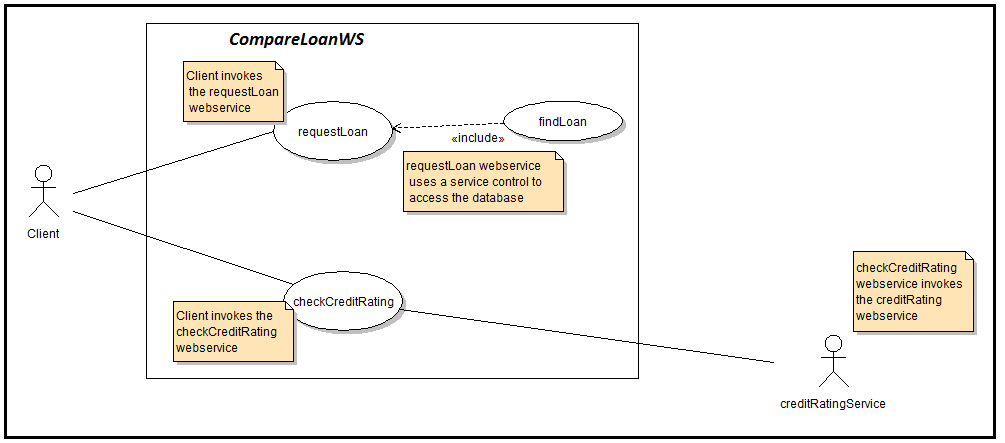 CompareLoanWS
Client invokes
the requestLoan
webservice
requestLoan
«include»
findLoan
requestLoan webservice
uses a service control to
access the database
Client
checkCreditRating
Client invokes the
checkCreditRating
webservice
checkCreditRating
webservice invokes
the creditRating
webservice
creditRatingService